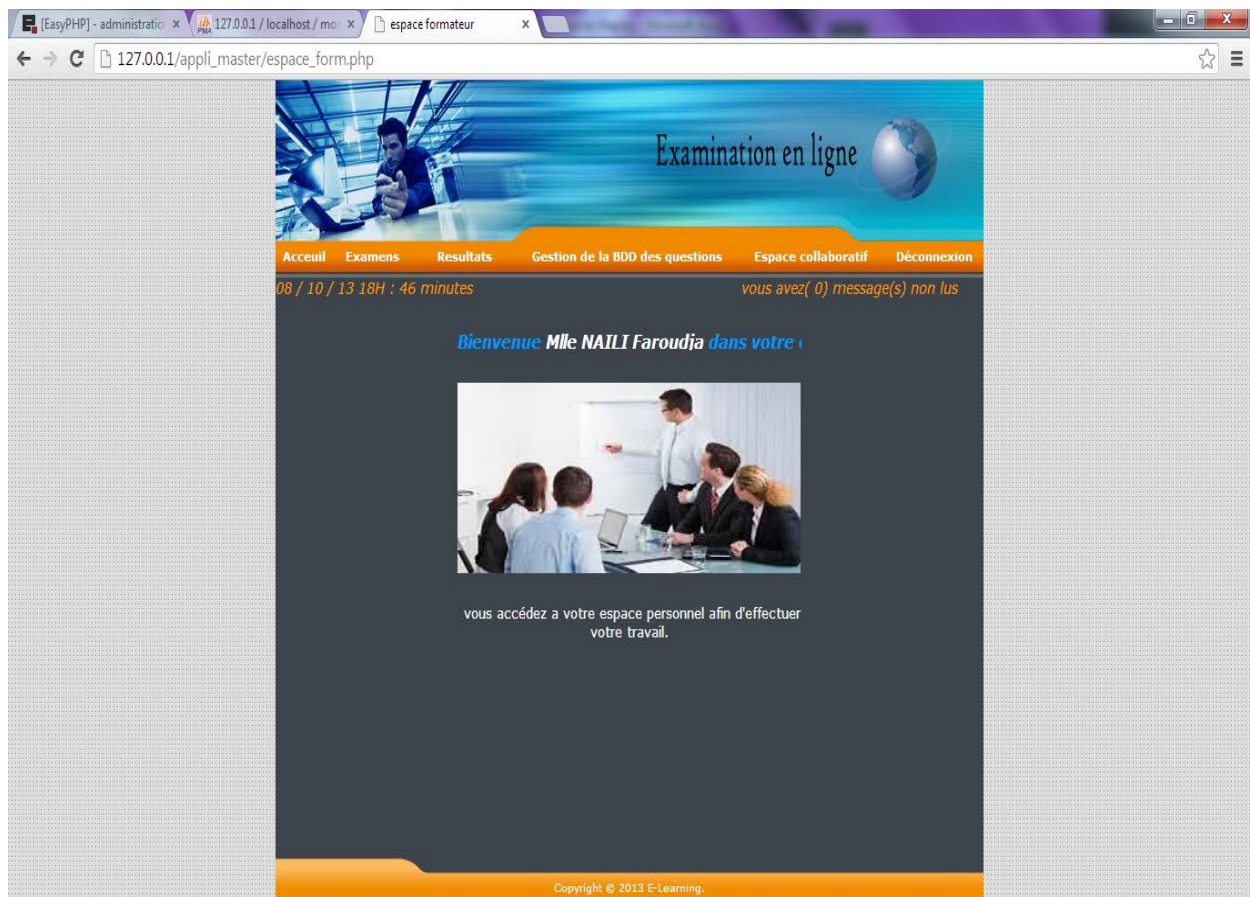 [EasyPHP] - administratio
127.0.0.1 / localhost / mor
espace formateur
127.0.0.1/appli_master/espace_form.php
Examination en ligne
Acceuil Examens Resultats Gestion de la BDD des questions Espace collaboratif Déconnexion
08 / 10 / 13 18H : 46 minutes vous avez( 0) message(s) non lus
Bienvenue Mlle NAILI Faroudja dans votre
vous accédez a votre espace personnel afin d'effectuer
votre travail.
Copyright © 2013 E-Learning.